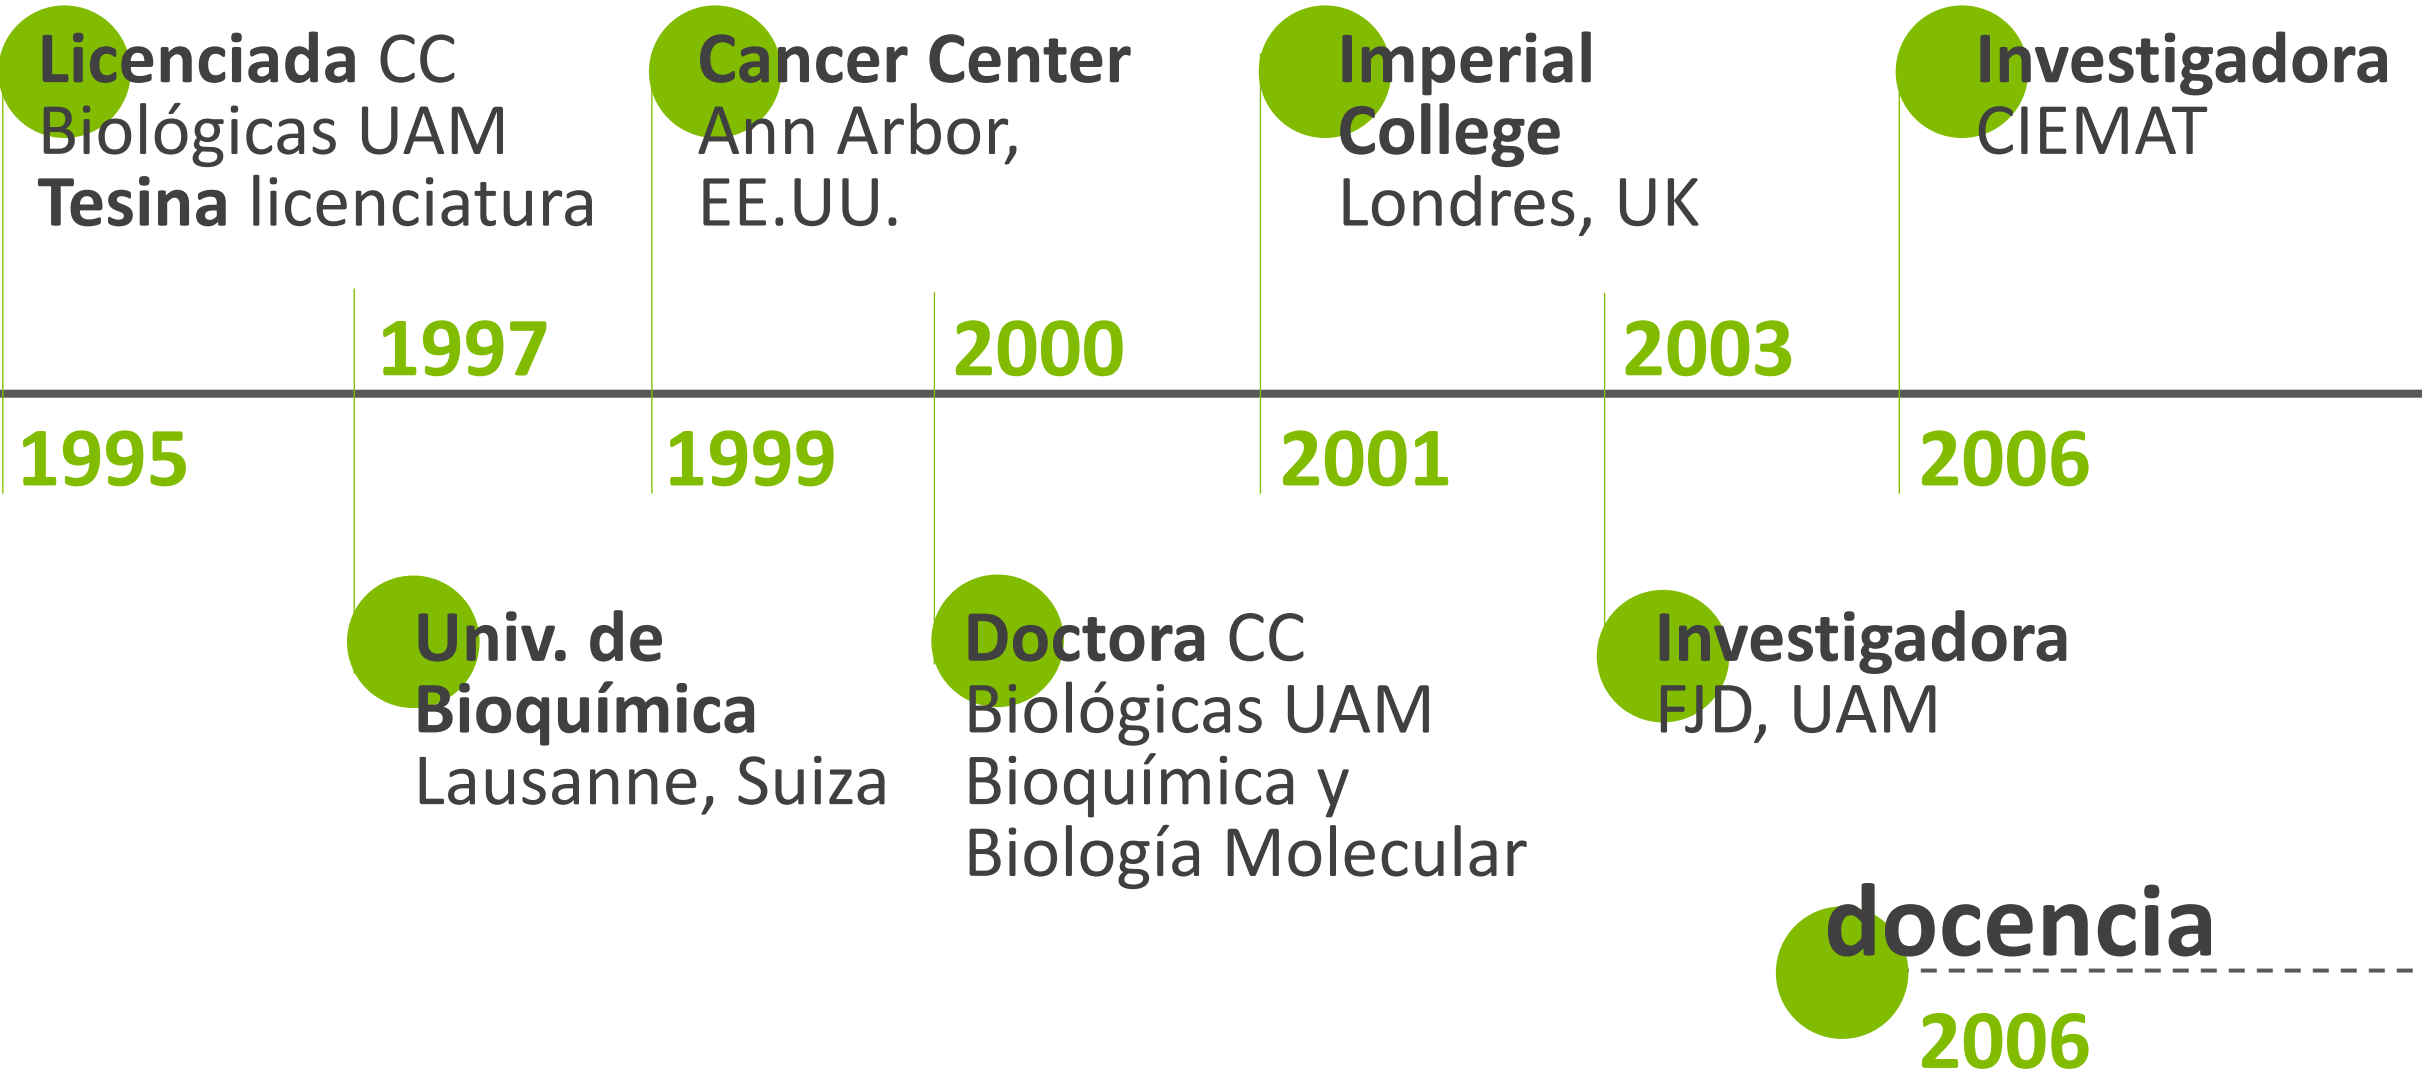 Licenciada CC
Biológicas UAM
Tesina licenciatura
Cancer Center
Ann Arbor,
EE.UU.
Imperial
College
Londres, UK
Investigadora
CIEMAT
1997
2000
2003
1995
1999
2001
2006
Univ. de
Bioquímica
Lausanne, Suiza
Doctora CC
Biológicas UAM
Bioquímica y
Biología Molecular
Investigadora
FJD, UAM
docencia
2006